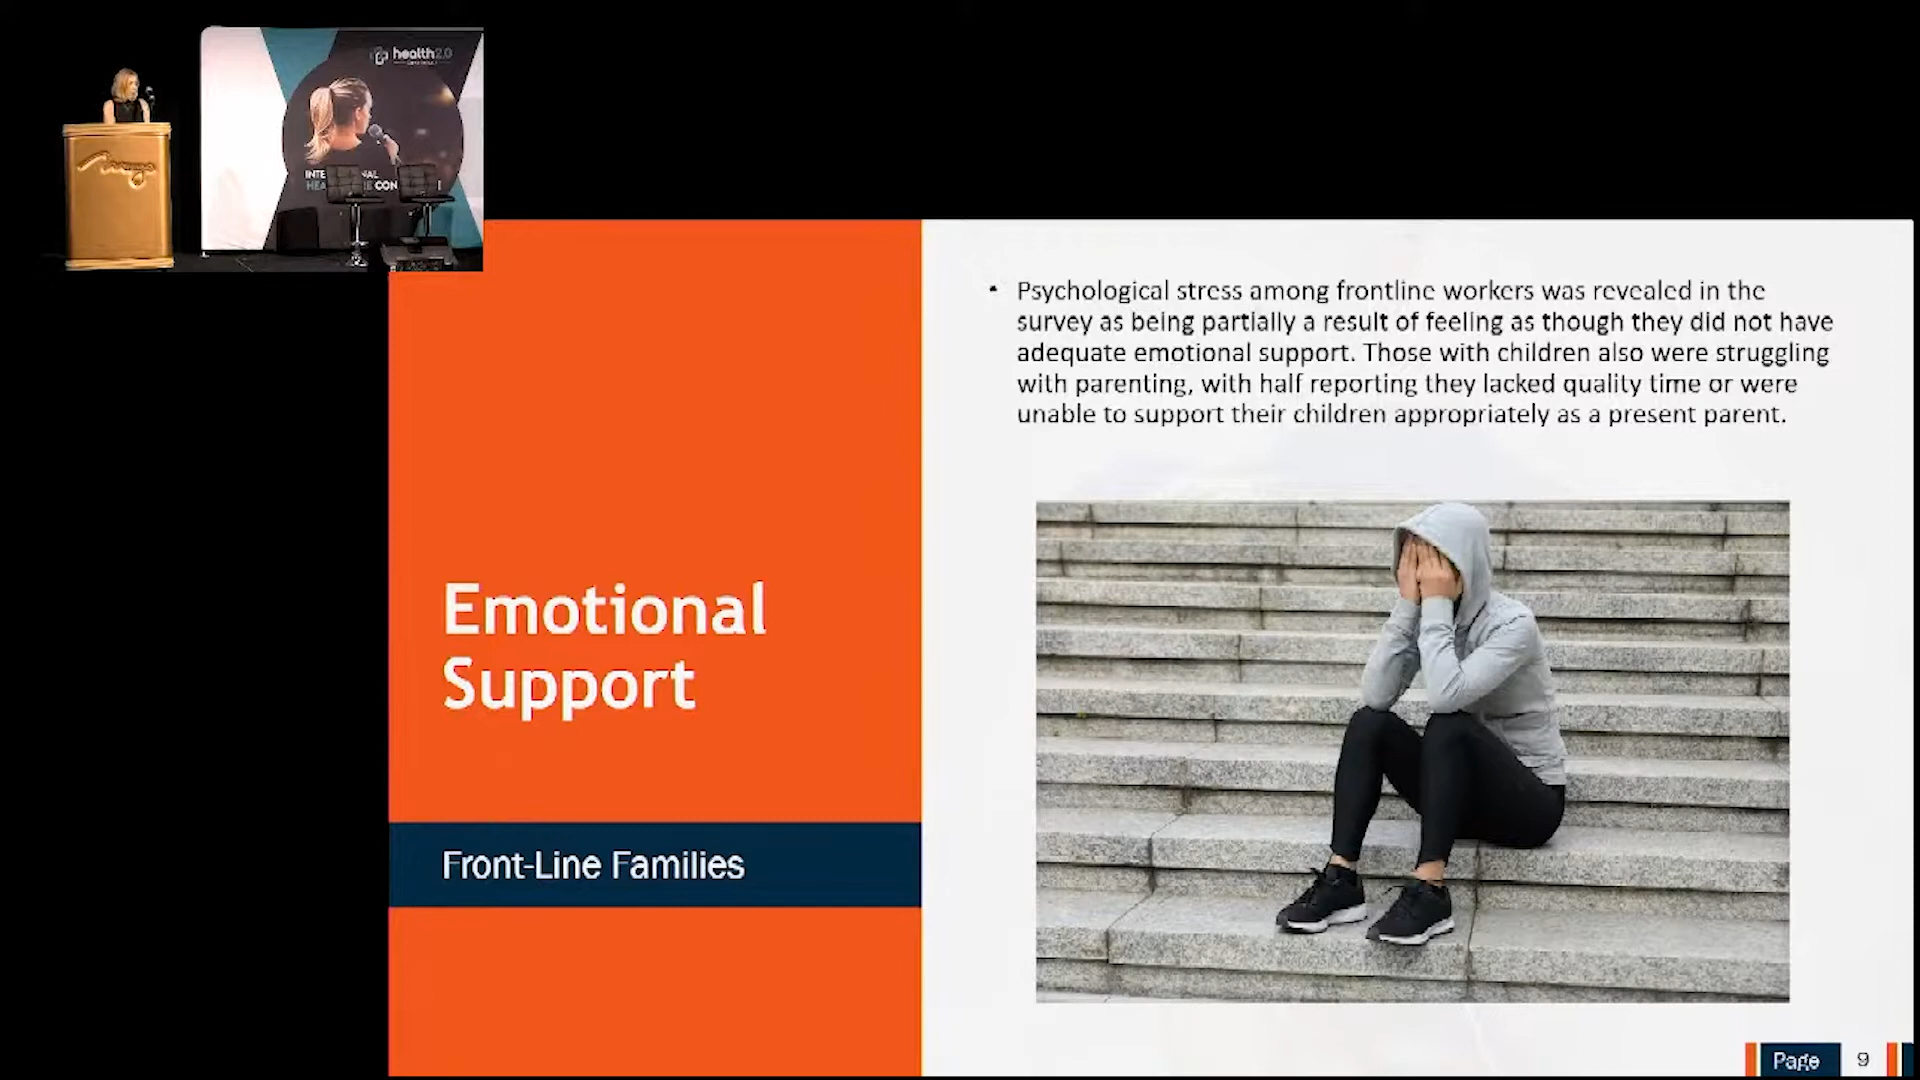 health2.0
Emotional
Support
Front-Line Families
• Psychological stress among frontline workers was revealed in the
survey as being partially a result of feeling as though they did not have
adequate emotional support. Those with children also were struggling
with parenting, with half reporting they lacked quality time or were
unable to support their children appropriately as a present parent.
Page 9